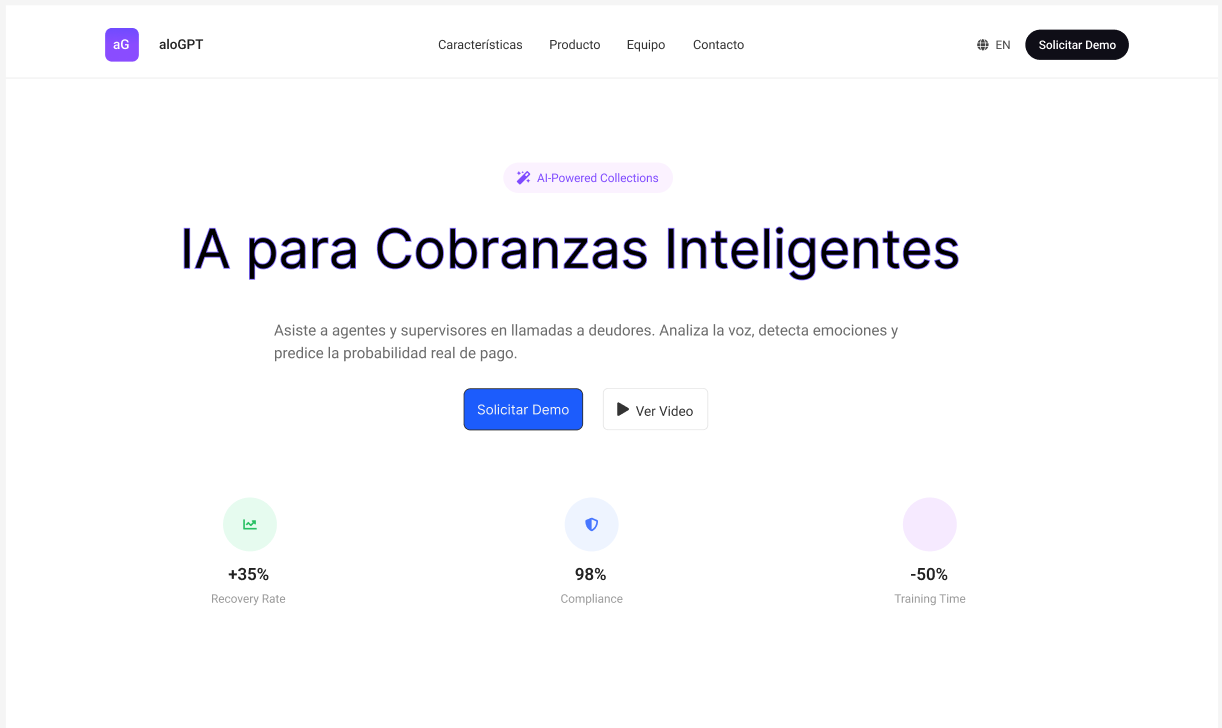 aG aloGPT Características Producto Equipo Contacto EN Solicitar Demo
AI-Powered Collections
IA para Cobranzas Inteligentes
Asiste a agentes y supervisores en llamadas a deudores. Analiza la voz, detecta emociones y
predice la probabilidad real de pago.
Solicitar Demo Ver Video
+35% 98% -50%
Recovery Rate Compliance Training Time